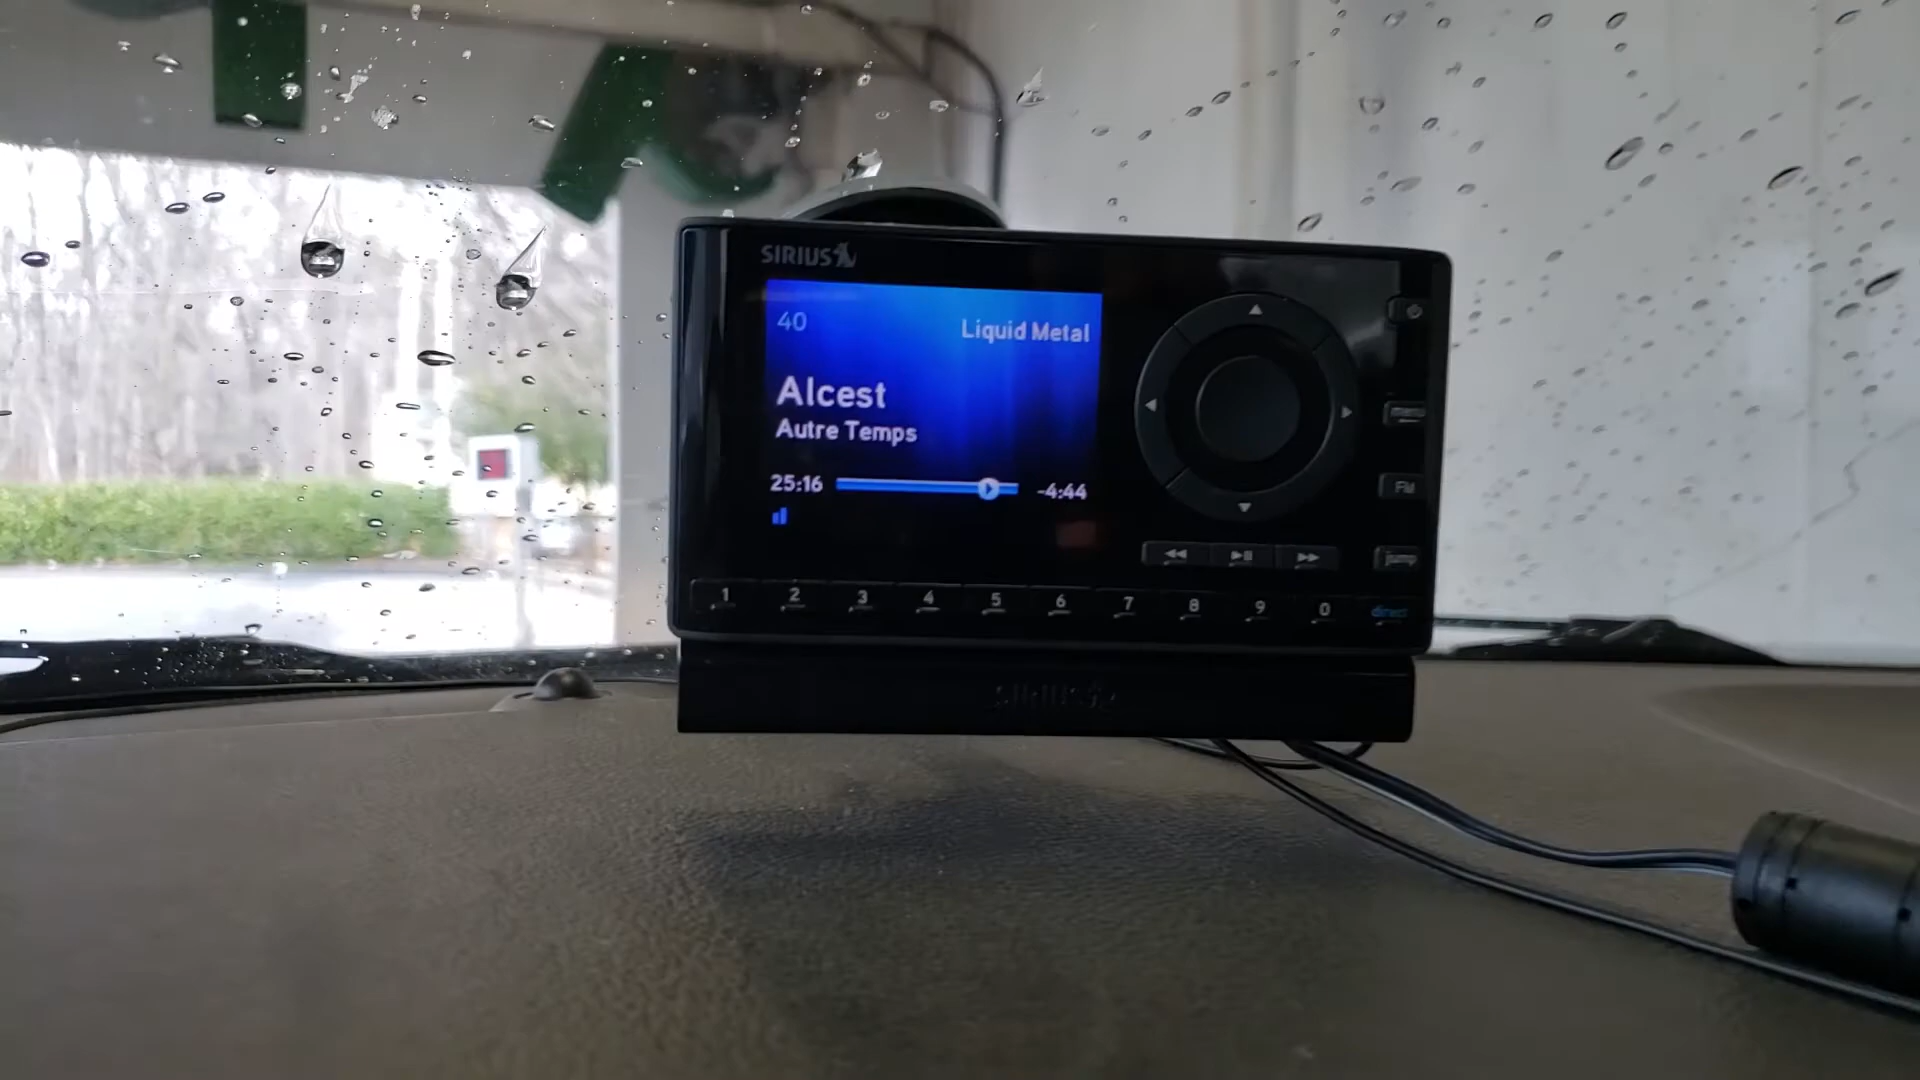 SIRIUS
40
Liquid Metal
Alcest
Autre Temps
25:16
-4:44
menu
FM
jump
1 2 3 4 5 6 7 8 9 0 direct
SIRIUS